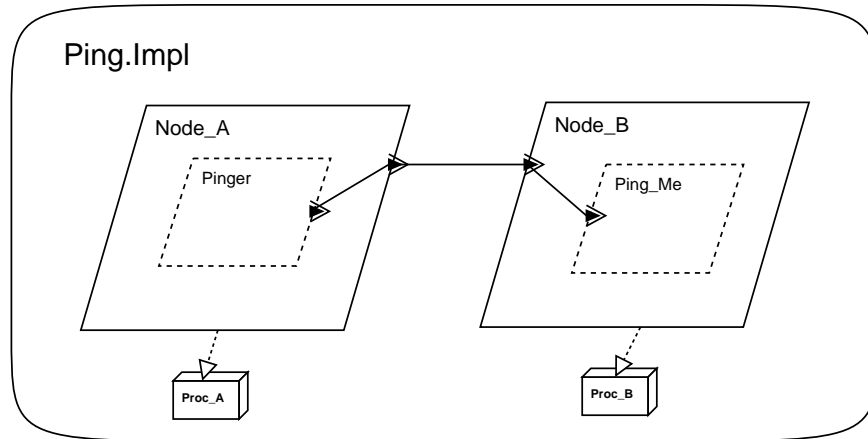 Ping.Impl
Node_A
Node_B
Pinger
Ping_Me
Proc_A
Proc_B